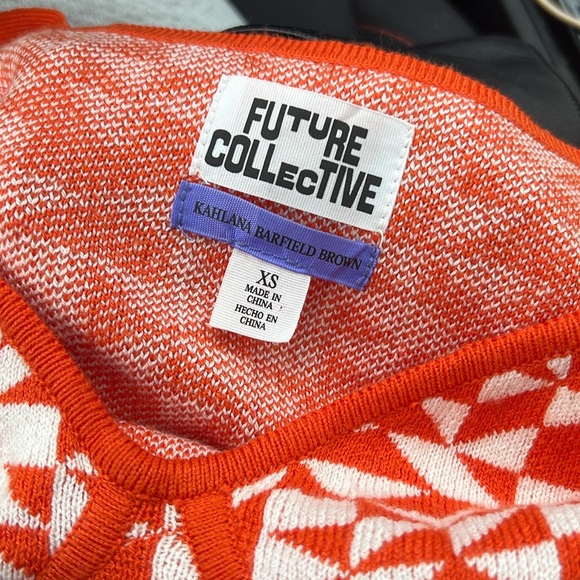 FUTURE
COLLECTIVE
KAHLANA BARFIELD BROWN
XS
MADE IN
CHINA
HECHO EN
CHINA